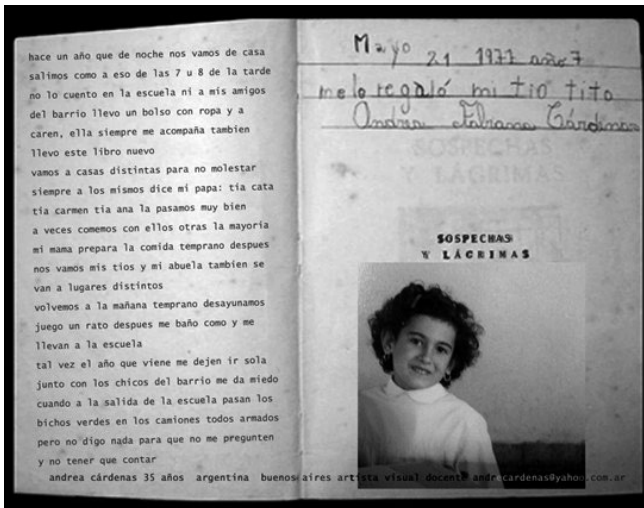 hace un año que de noche nos vamos de casa
salimos como a eso de las 7 u 8 de la tarde
no lo cuento en la escuela ni a mis amigos
del barrio llevo un bolso con ropa y a
caren, ella siempre me acompaña tambien
llevo este libro nuevo
vamos a casas distintas para no molestar
siempre a los mismos dice mi papa: tia cata
tia carmen tia ana la pasamos muy bien
a veces comemos con ellos otras la mayoria
mi mama prepara la comida temprano despues
nos vamos mis tios y mi abuela tambien se
van a lugares distintos
volvemos a la mañana temprano desayunamos
juego un rato despues me baño como y me
llevan a la escuela
tal vez el año que viene me dejen ir sola
junto con los chicos del barrio me da miedo
cuando a la salida de la escuela pasan los
bichos verdes en los camiones todos armados
pero no digo nada para que no me pregunten
y no tener que contar
Mayo 21 1977 año 7
me lo regaló mi tio tito
Andrea Fabiana Cárdenas
SOSPECHAS
Y LÁGRIMAS
SOSPECHAS
Y LÁGRIMAS
andrea cárdenas 35 años argentina buenos aires artista visual docente andrecardenas@yahoo.com.ar